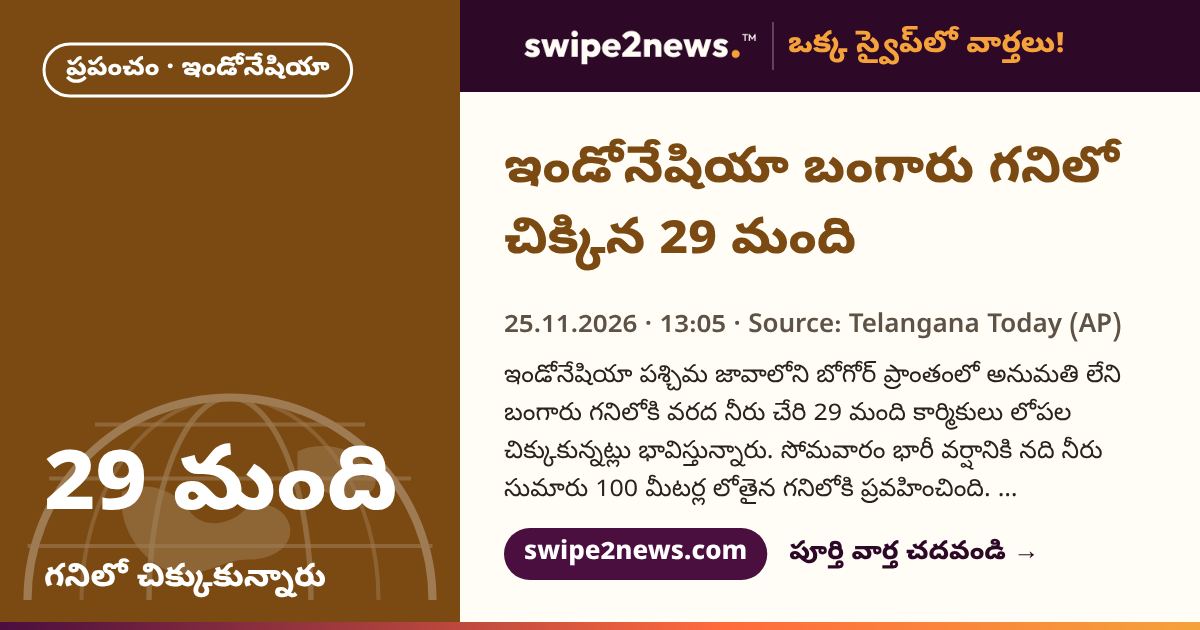 ప్రపంచం · ఇండోనేషియా
29 మంది
గనిలో చిక్కుకున్నారు
swipe2news.™ ఒక్క స్వైప్‌లో వార్తలు!
ఇండోనేషియా బంగారు గనిలో
చిక్కిన 29 మంది
25.11.2026 · 13:05 · Source: Telangana Today (AP)
ఇండోనేషియా పశ్చిమ జావాలోని బోగోర్ ప్రాంతంలో అనుమతి లేని
బంగారు గనిలోకి వరద నీరు చేరి 29 మంది కార్మికులు లోపల
చిక్కుకున్నట్లు భావిస్తున్నారు. సోమవారం భారీ వర్షానికి నది నీరు
సుమారు 100 మీటర్ల లోతైన గనిలోకి ప్రవహించింది. ...
swipe2news.com పూర్తి వార్త చదవండి →